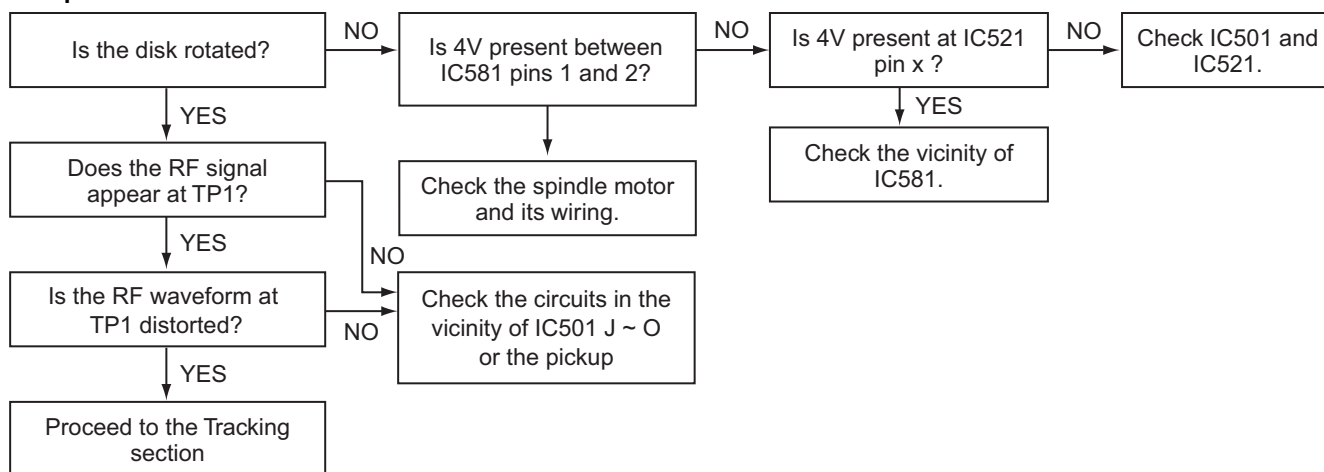 Is the disk rotated?
NO
Is 4V present between
IC581 pins 1 and 2?
NO
Is 4V present at IC521
pin x ?
NO
Check IC501 and
IC521.
YES
YES
Does the RF signal
appear at TP1?
Check the spindle motor
and its wiring.
Check the vicinity of
IC581.
YES
NO
Is the RF waveform at
TP1 distorted?
NO
Check the circuits in the
vicinity of IC501 J ~ O
or the pickup
YES
Proceed to the Tracking
section